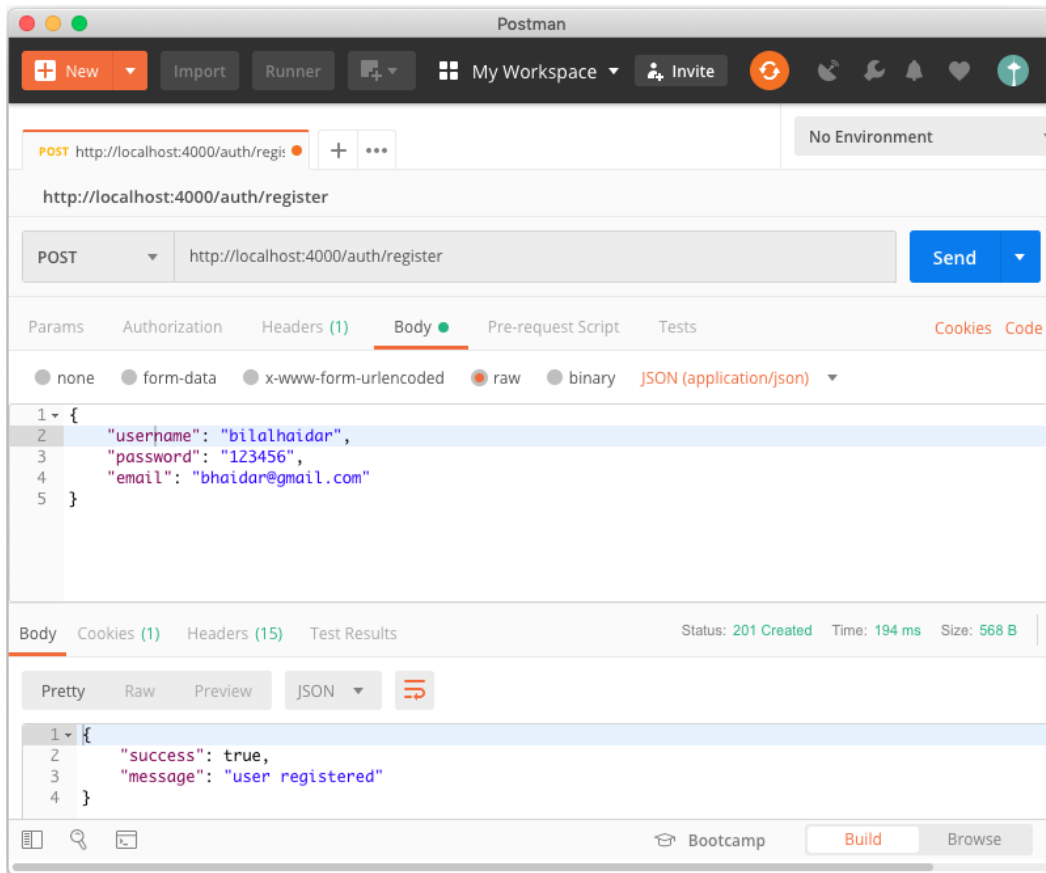 Postman
New Import Runner My Workspace Invite
POST http://localhost:4000/auth/regis No Environment
http://localhost:4000/auth/register
POST http://localhost:4000/auth/register Send
Params Authorization Headers (1) Body Pre-request Script Tests Cookies Code
none form-data x-www-form-urlencoded raw binary JSON (application/json)
1 {
2 "username": "bilalhaidar",
3 "password": "123456",
4 "email": "bhaidar@gmail.com"
5 }
Body Cookies (1) Headers (15) Test Results Status: 201 Created Time: 194 ms Size: 568 B
Pretty Raw Preview JSON
1 {
2 "success": true,
3 "message": "user registered"
4 }
Bootcamp Build Browse